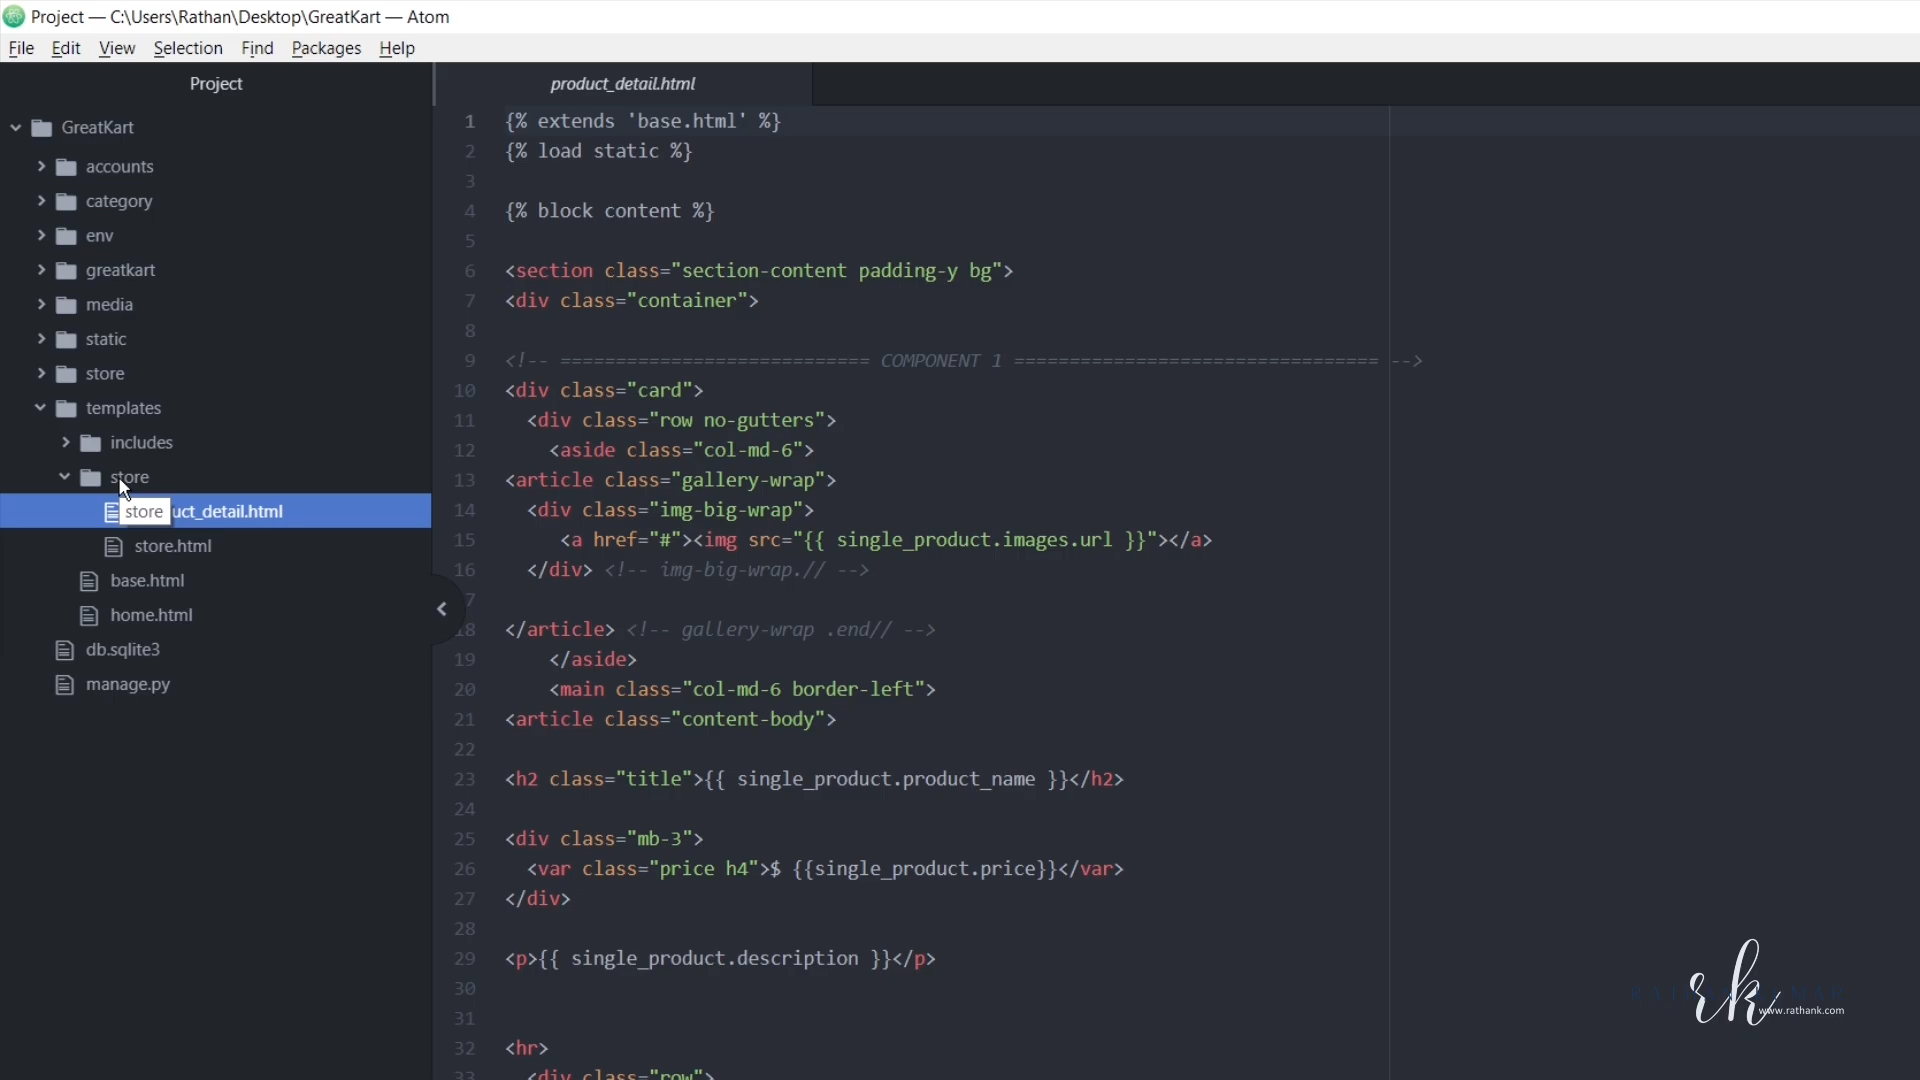 Project — C:\Users\Rathan\Desktop\GreatKart — Atom
File Edit View Selection Find Packages Help
Project
GreatKart
accounts
category
env
greatkart
media
static
store
templates
includes
store
store uct_detail.html
store.html
base.html
home.html
db.sqlite3
manage.py
product_detail.html
1 {% extends 'base.html' %}
2 {% load static %}
3
4 {% block content %}
5
6 <section class="section-content padding-y bg">
7 <div class="container">
8
9 <!-- ============================ COMPONENT 1 ================================= -->
10 <div class="card">
11 <div class="row no-gutters">
12 <aside class="col-md-6">
13 <article class="gallery-wrap">
14 <div class="img-big-wrap">
15 <a href="#"><img src="{{ single_product.images.url }}"></a>
16 </div> <!-- img-big-wrap.// -->
7
18 </article> <!-- gallery-wrap .end// -->
19 </aside>
20 <main class="col-md-6 border-left">
21 <article class="content-body">
22
23 <h2 class="title">{{ single_product.product_name }}</h2>
24
25 <div class="mb-3">
26 <var class="price h4">$ {{single_product.price}}</var>
27 </div>
28
29 <p>{{ single_product.description }}</p>
30
31
32 <hr>
33 <div class="row">
rk
www.rathank.com